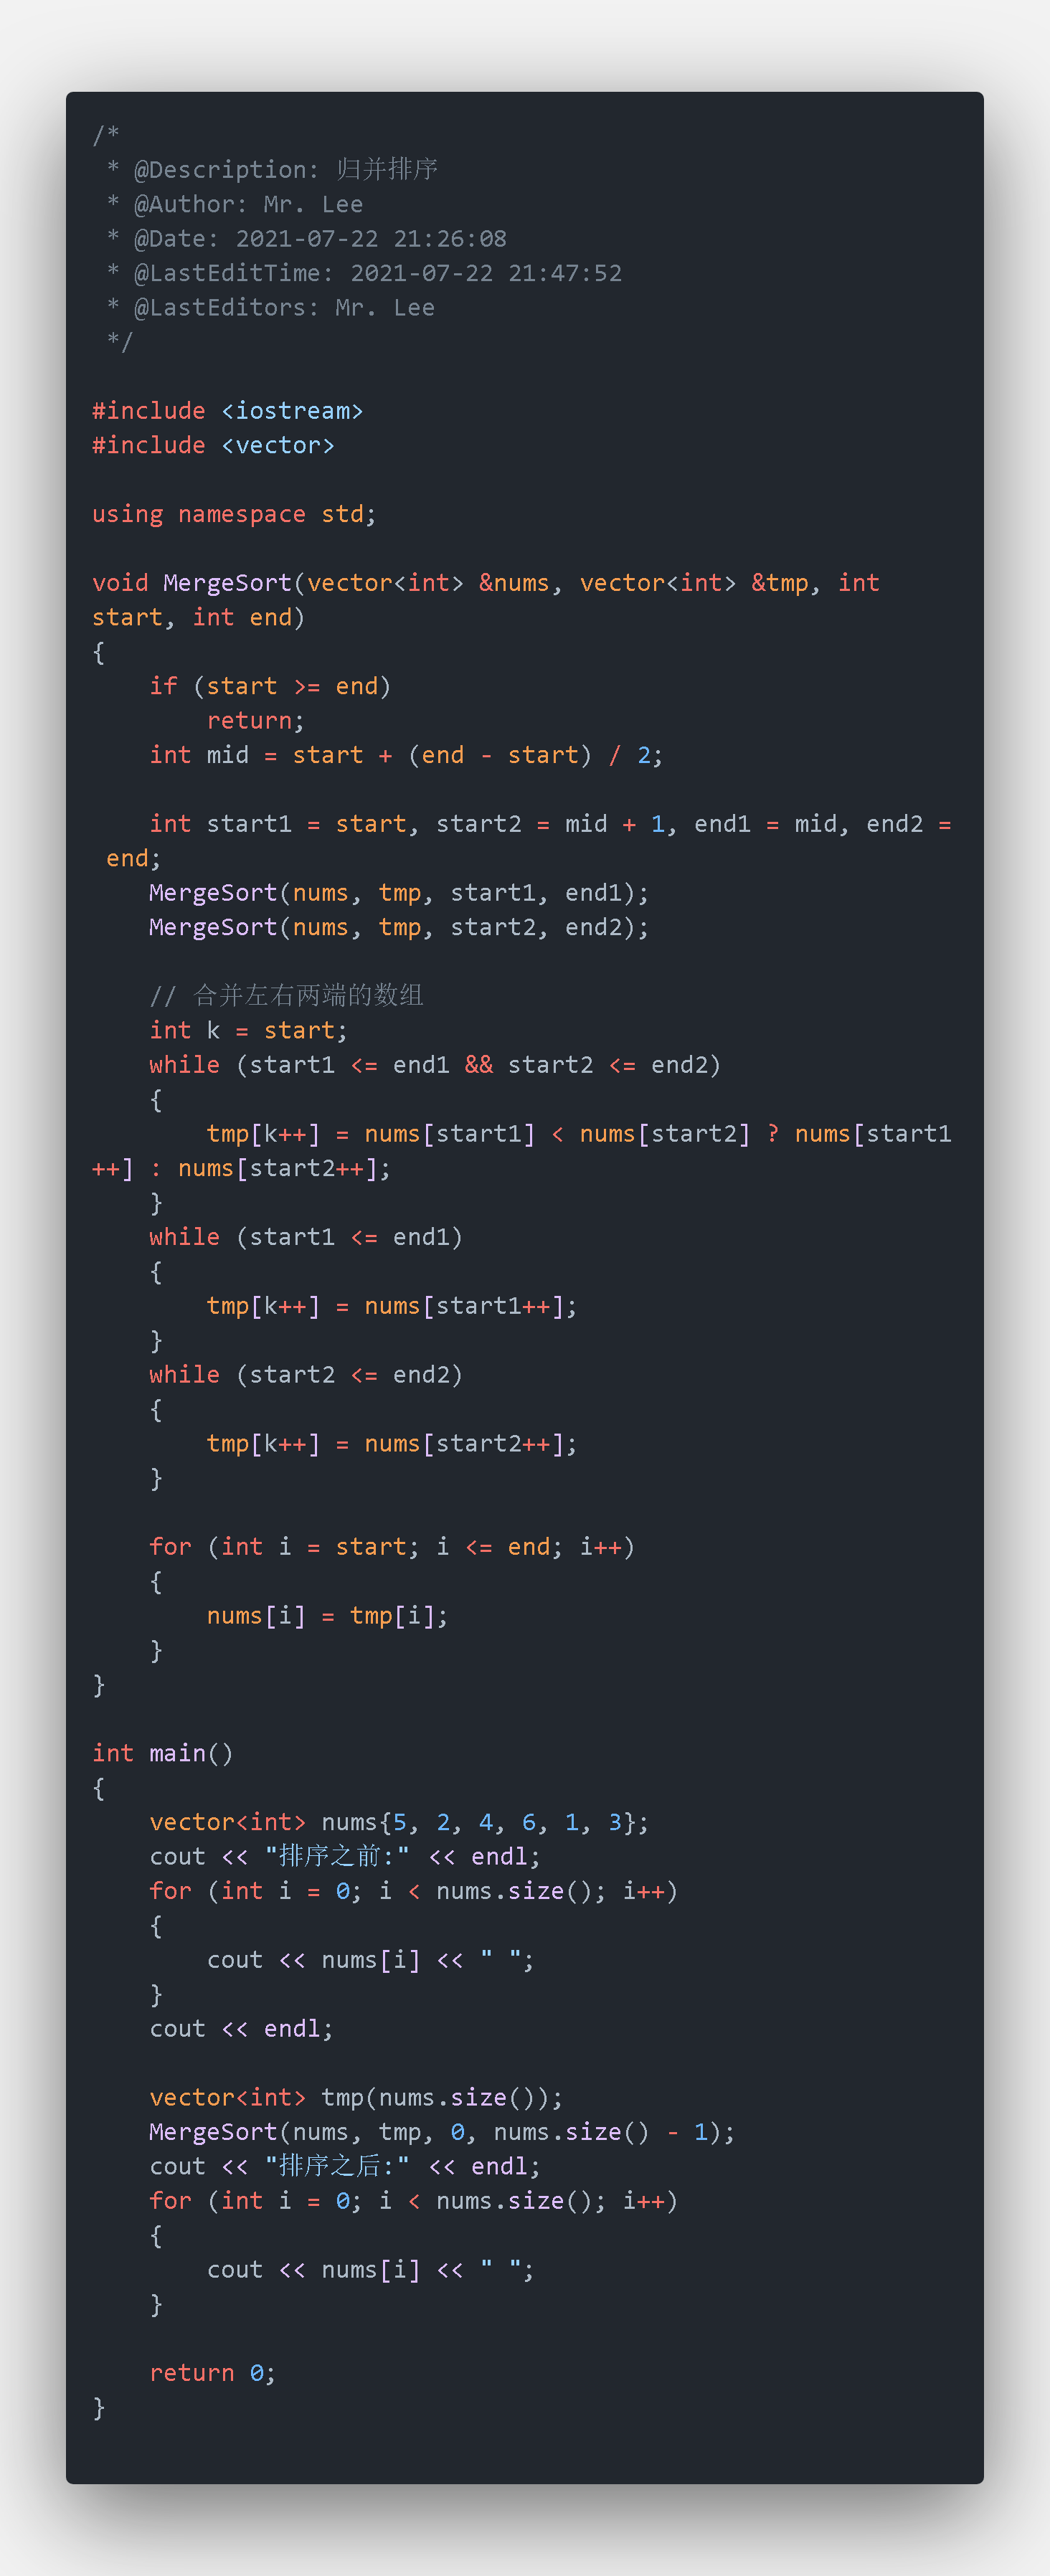 /*
 * @Description: 归并排序
 * @Author: Mr. Lee
 * @Date: 2021-07-22 21:26:08
 * @LastEditTime: 2021-07-22 21:47:52
 * @LastEditors: Mr. Lee
 */

#include <iostream>
#include <vector>

using namespace std;

void MergeSort(vector<int> &nums, vector<int> &tmp, int
start, int end)
{
    if (start >= end)
        return;
    int mid = start + (end - start) / 2;

    int start1 = start, start2 = mid + 1, end1 = mid, end2 =
 end;
    MergeSort(nums, tmp, start1, end1);
    MergeSort(nums, tmp, start2, end2);

    // 合并左右两端的数组
    int k = start;
    while (start1 <= end1 && start2 <= end2)
    {
        tmp[k++] = nums[start1] < nums[start2] ? nums[start1
++] : nums[start2++];
    }
    while (start1 <= end1)
    {
        tmp[k++] = nums[start1++];
    }
    while (start2 <= end2)
    {
        tmp[k++] = nums[start2++];
    }

    for (int i = start; i <= end; i++)
    {
        nums[i] = tmp[i];
    }
}

int main()
{
    vector<int> nums{5, 2, 4, 6, 1, 3};
    cout << "排序之前:" << endl;
    for (int i = 0; i < nums.size(); i++)
    {
        cout << nums[i] << " ";
    }
    cout << endl;

    vector<int> tmp(nums.size());
    MergeSort(nums, tmp, 0, nums.size() - 1);
    cout << "排序之后:" << endl;
    for (int i = 0; i < nums.size(); i++)
    {
        cout << nums[i] << " ";
    }

    return 0;
}